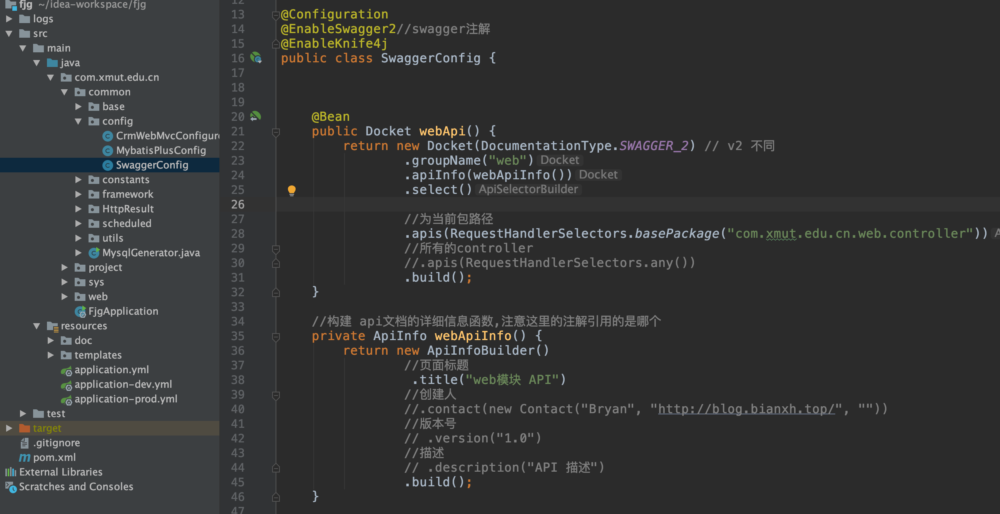 fjg ~/idea-workspace/fjg
logs
src
main
java
com.xmut.edu.cn
common
base
config
CrmWebMvcConfigur
MybatisPlusConfig
SwaggerConfig
constants
framework
HttpResult
scheduled
utils
MysqlGenerator.java
project
sys
web
FjgApplication
resources
doc
templates
application.yml
application-dev.yml
application-prod.yml
test
target
.gitignore
pom.xml
External Libraries
Scratches and Consoles
12
13 @Configuration
14 @EnableSwagger2//swagger注解
15 @EnableKnife4j
16 public class SwaggerConfig {
17
18
19
20 @Bean
21 public Docket webApi() {
22 return new Docket(DocumentationType.SWAGGER_2) // v2 不同
23 .groupName("web") Docket
24 .apiInfo(webApiInfo()) Docket
25 .select() ApiSelectorBuilder
26
27 //为当前包路径
28 .apis(RequestHandlerSelectors.basePackage("com.xmut.edu.cn.web.controller")) A
29 //所有的controller
30 //.apis(RequestHandlerSelectors.any())
31 .build();
32 }
33
34 //构建 api文档的详细信息函数,注意这里的注解引用的是哪个
35 private ApiInfo webApiInfo() {
36 return new ApiInfoBuilder()
37 //页面标题
38 .title("web模块 API")
39 //创建人
40 //.contact(new Contact("Bryan", "http://blog.bianxh.top/", ""))
41 //版本号
42 // .version("1.0")
43 //描述
44 // .description("API 描述")
45 .build();
46 }
47